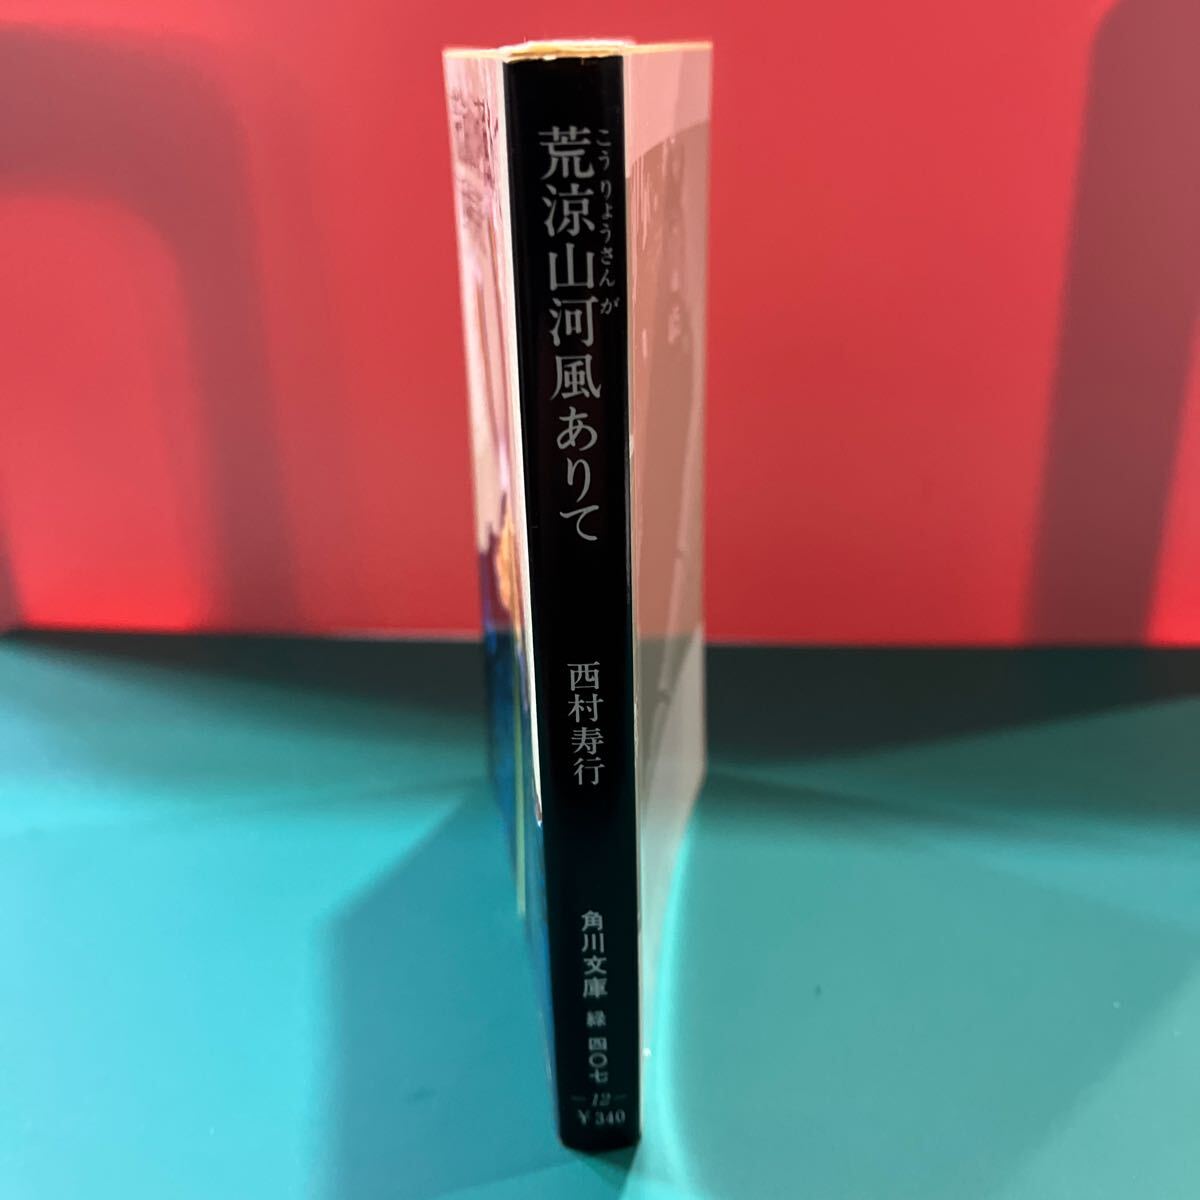 荒涼山河風ありて
こうりょうさんが
西村寿行
角川文庫
緑 四〇七
—12—
￥340